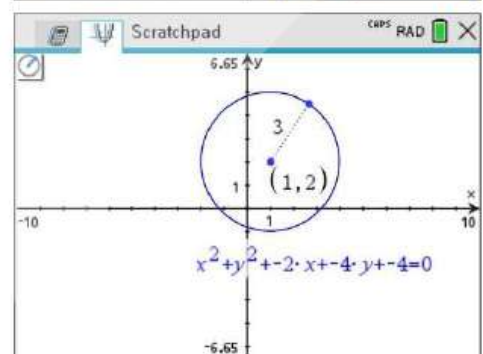 Scratchpad CAPS RAD
6.65 y
3
(1,2)
1
x
-10 1 10
x²+y²+-2·x+-4·y+-4=0
-6.65